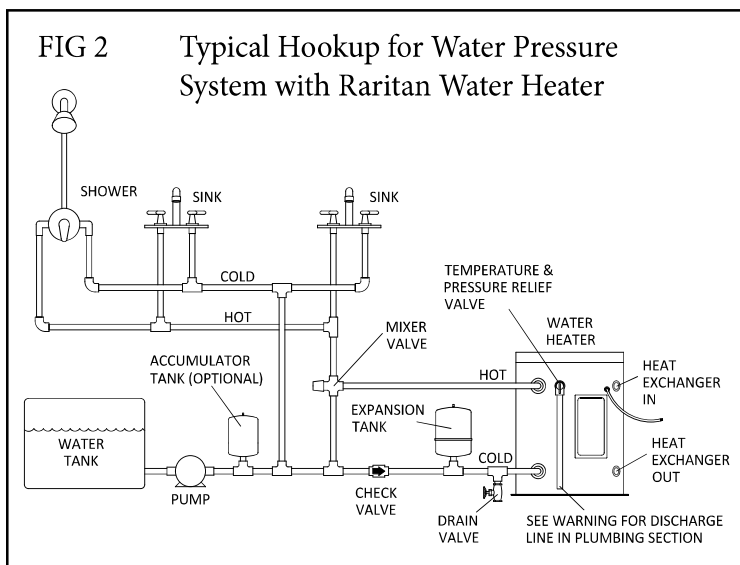 FIG 2
Typical Hookup for Water Pressure
System with Raritan Water Heater
SHOWER
SINK
SINK
COLD
HOT
TEMPERATURE &
PRESSURE RELIEF
VALVE
WATER
HEATER
MIXER
VALVE
ACCUMULATOR
TANK (OPTIONAL)
HOT
HEAT
EXCHANGER
IN
EXPANSION
TANK
WATER
TANK
COLD
HEAT
EXCHANGER
OUT
PUMP
CHECK
VALVE
DRAIN
VALVE
SEE WARNING FOR DISCHARGE
LINE IN PLUMBING SECTION